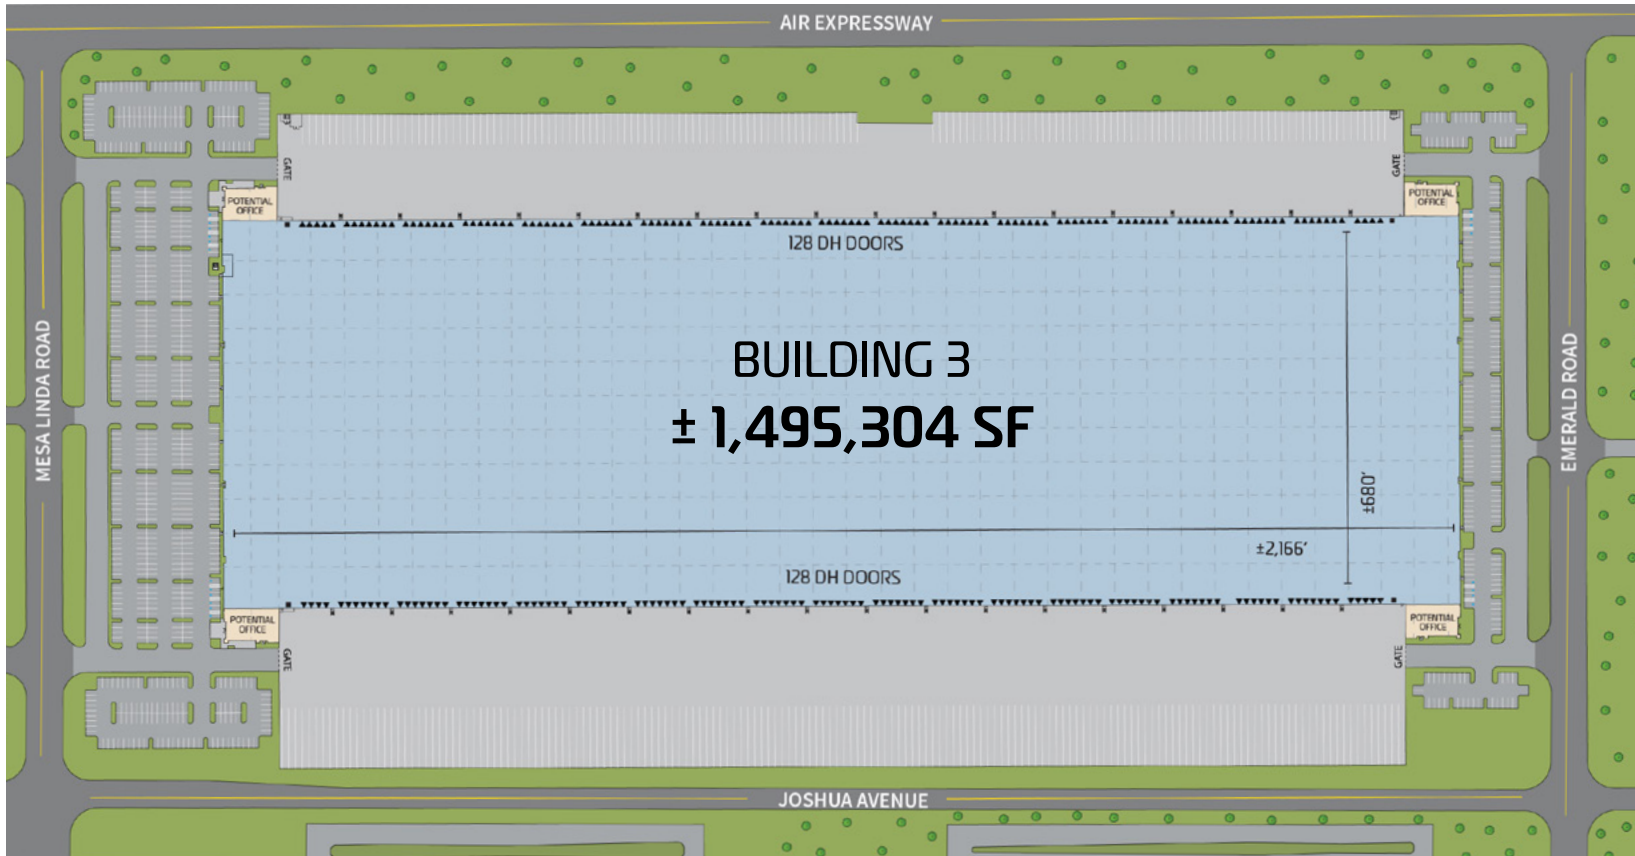 AIR EXPRESSWAY
GATE
GATE
POTENTIAL
OFFICE
POTENTIAL
OFFICE
128 DH DOORS
BUILDING 3
± 1,495,304 SF
MESA LINDA ROAD
EMERALD ROAD
±680'
±2,166'
128 DH DOORS
POTENTIAL
OFFICE
POTENTIAL
OFFICE
GATE
GATE
JOSHUA AVENUE